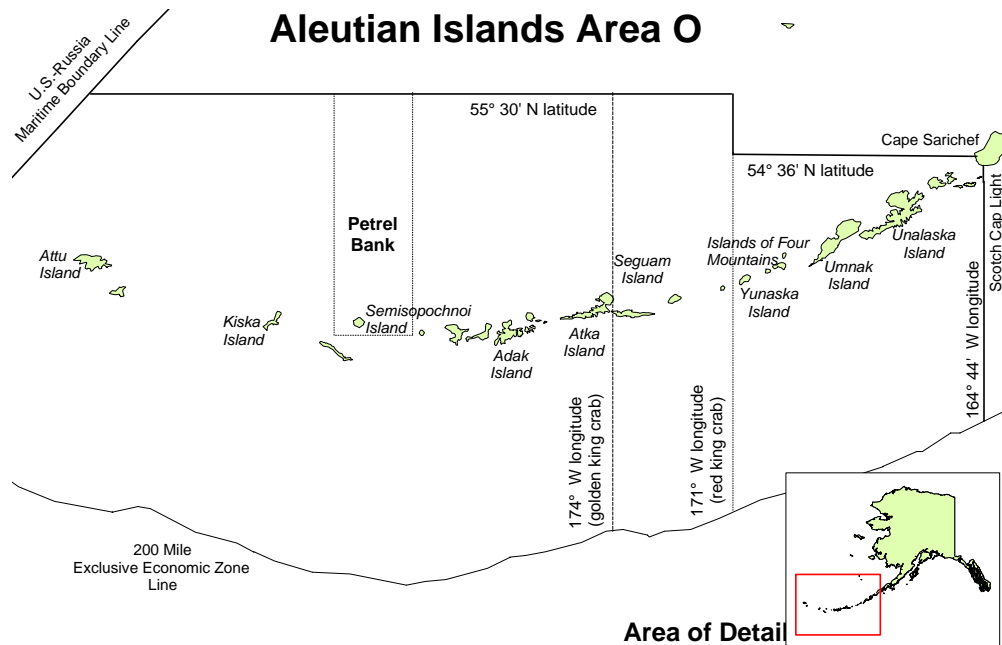 Aleutian Islands Area O
U.S.-Russia
Maritime Boundary Line
55° 30' N latitude
Cape Sarichef
54° 36' N latitude
Petrel
Bank
Attu
Island
Kiska
Island
Semisopochnoi
Island
Adak
Island
Atka
Island
Seguam
Island
Islands of Four
Mountains
Yunaska
Island
Umnak
Island
Unalaska
Island
Scotch Cap Light
164° 44' W longitude
174° W longitude
(golden king crab)
171° W longitude
(red king crab)
200 Mile
Exclusive Economic Zone
Line
Area of Detail